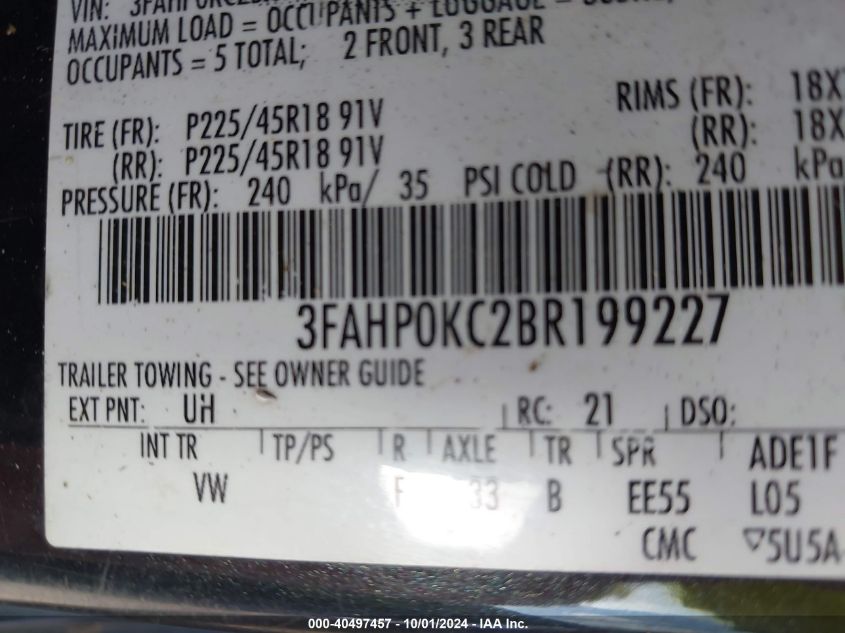 VIN: 3FAHP0KC2B
MAXIMUM LOAD = OCCUPANTS + LUGGAGE =
OCCUPANTS = 5 TOTAL; 2 FRONT, 3 REAR
TIRE (FR): P225/45R18 91V RIMS (FR): 18X
(RR): P225/45R18 91V (RR): 18X
PRESSURE (FR): 240 kPa/ 35 PSI COLD (RR): 240 kPa
3FAHP0KC2BR199227
TRAILER TOWING - SEE OWNER GUIDE
EXT PNT: UH RC: 21 DSO:
INT TR TP/PS R AXLE TR SPR ADE1F
VW F 33 B EE55 L05
CMC ▽5U5A
000-40497457 - 10/01/2024 - IAA Inc.